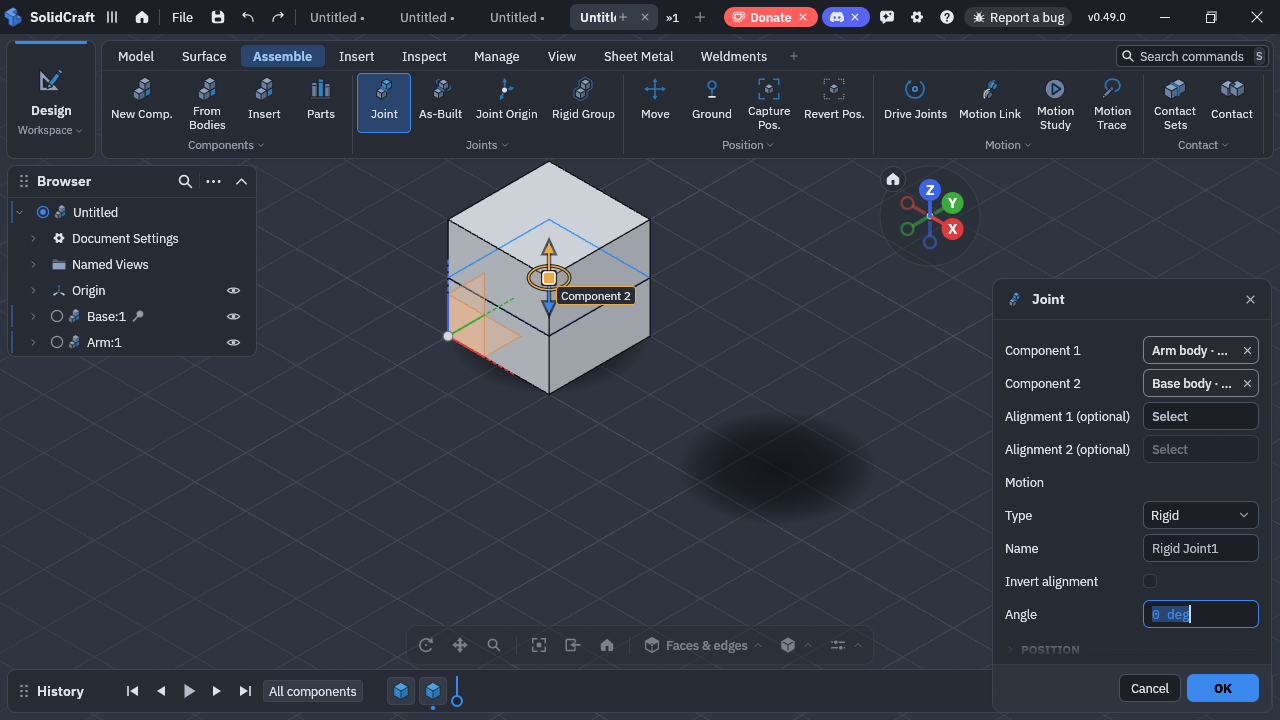 SolidCraft
File
Untitled •
Untitled •
Untitled •
»1
Donate
Report a bug
v0.49.0
Design
Workspace
Model
Surface
Assemble
Insert
Inspect
Manage
View
Sheet Metal
Weldments
Search commands
S
New Comp.
From Bodies
Insert
Parts
Components
Joint
As-Built
Joint Origin
Rigid Group
Joints
Move
Ground
Capture Pos.
Revert Pos.
Position
Drive Joints
Motion Link
Motion Study
Motion Trace
Motion
Contact Sets
Contact
Contact
Browser
Untitled
Document Settings
Named Views
Origin
Base:1
Arm:1
Component 2
Z
Y
X
Joint
Component 1
Arm body · ...
Component 2
Base body · ...
Alignment 1 (optional)
Select
Alignment 2 (optional)
Select
Motion
Type
Rigid
Name
Rigid Joint1
Invert alignment
Angle
0 deg
POSITION
Cancel
OK
Faces & edges
History
All components